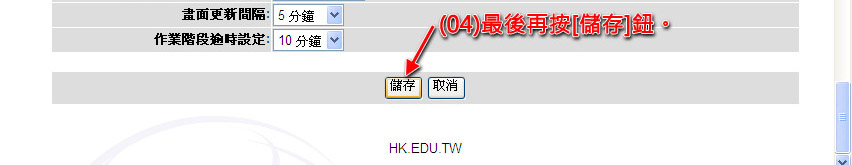 畫面更新間隔: 5 分鐘
(04)最後再按[儲存]鈕。
作業階段逾時設定: 10 分鐘
儲存 取消
HK.EDU.TW